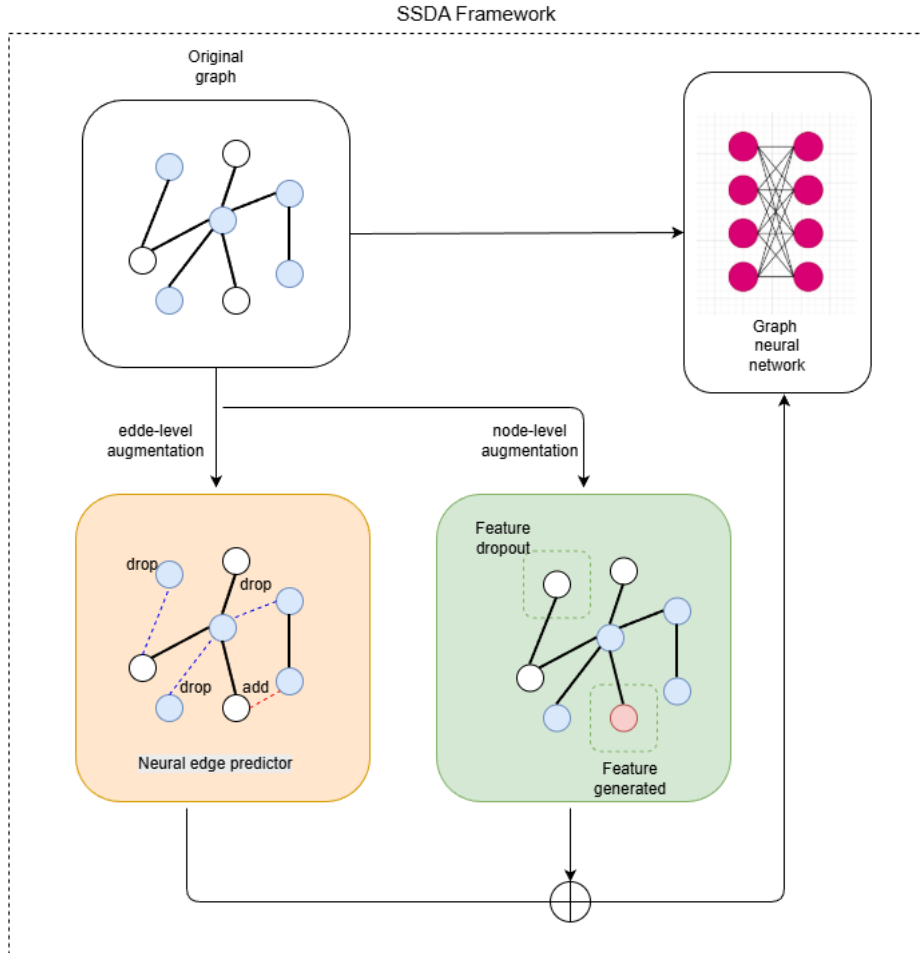 SSDA Framework
Original
graph
Graph
neural
network
edde-level
augmentation
node-level
augmentation
drop
drop
drop
add
Neural edge predictor
Feature
dropout
Feature
generated